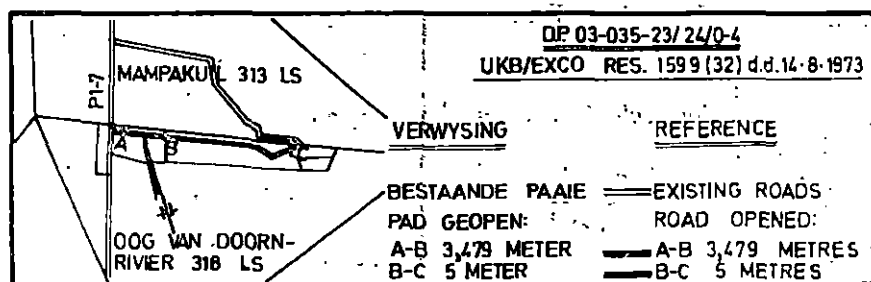 DP 03-035-23/24/0-4
UKB/EXCO RES. 1599 (32) d.d. 14·8·1973
MAMPAKUIL 313 LS
P1-7
A B
OOG VAN DOORN-
RIVIER 318 LS
VERWYSING REFERENCE
BESTAANDE PAAIE EXISTING ROADS
PAD GEOPEN: ROAD OPENED:
A-B 3,479 METER A-B 3,479 METRES
B-C 5 METER B-C 5 METRES